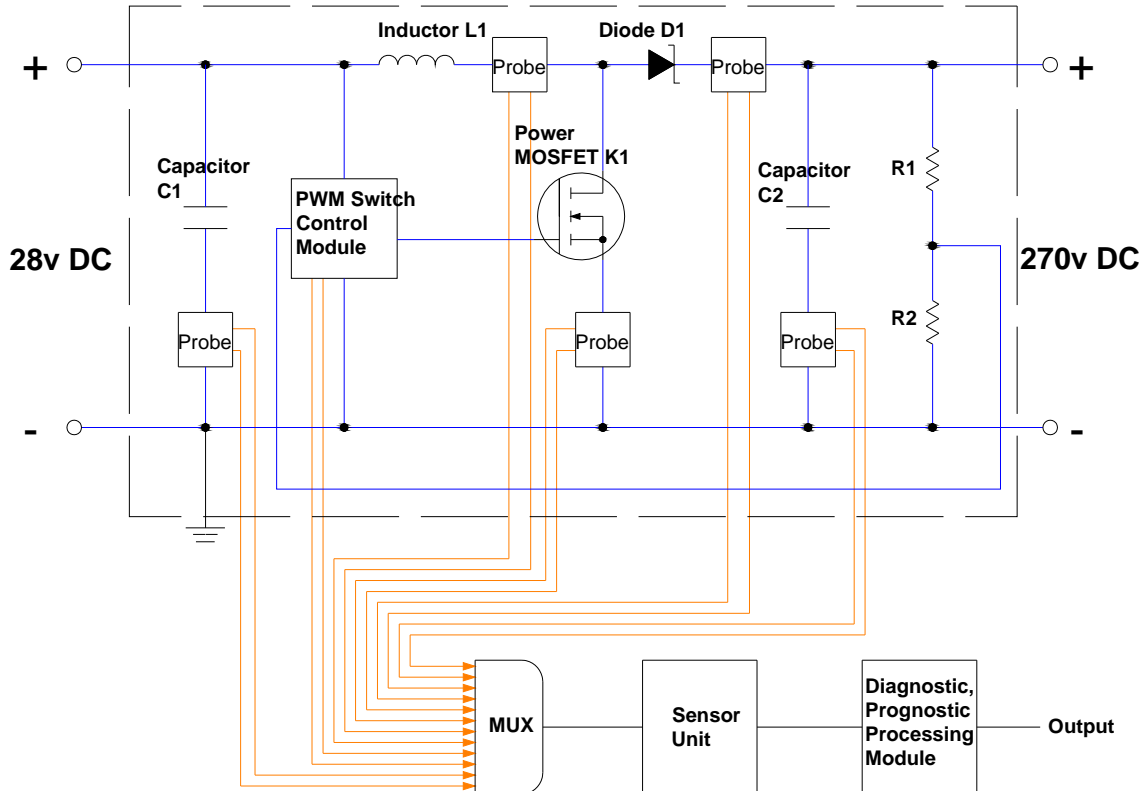 Inductor L1
Diode D1
+
Probe
Probe
+
Power
MOSFET K1
Capacitor
C1
Capacitor
C2
R1
PWM Switch
Control
Module
28v DC
270v DC
R2
Probe
Probe
Probe
-
-
MUX
Sensor
Unit
Diagnostic,
Prognostic
Processing
Module
Output